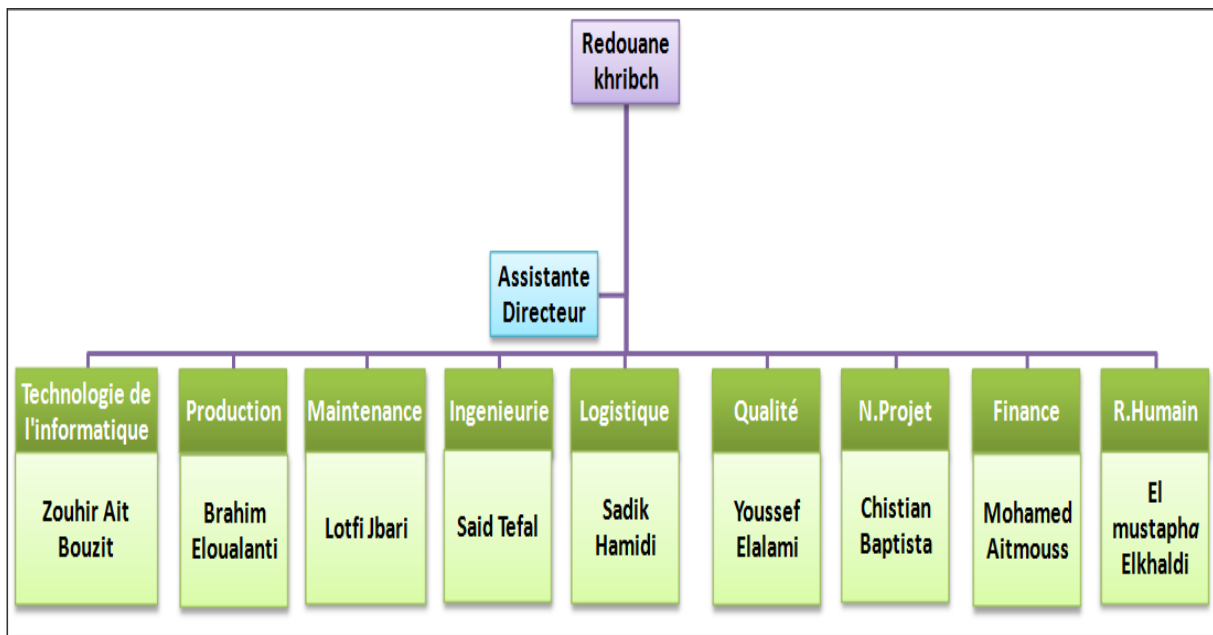 Redouane
khribch
Assistante
Directeur
Technologie de
l'informatique
Zouhir Ait
Bouzit
Production
Brahim
Eloualanti
Maintenance
Lotfi Jbari
Ingenieurie
Said Tefal
Logistique
Sadik
Hamidi
Qualité
Youssef
Elalami
N.Projet
Chistian
Baptista
Finance
Mohamed
Aitmouss
R.Humain
El
mustapha
Elkhaldi